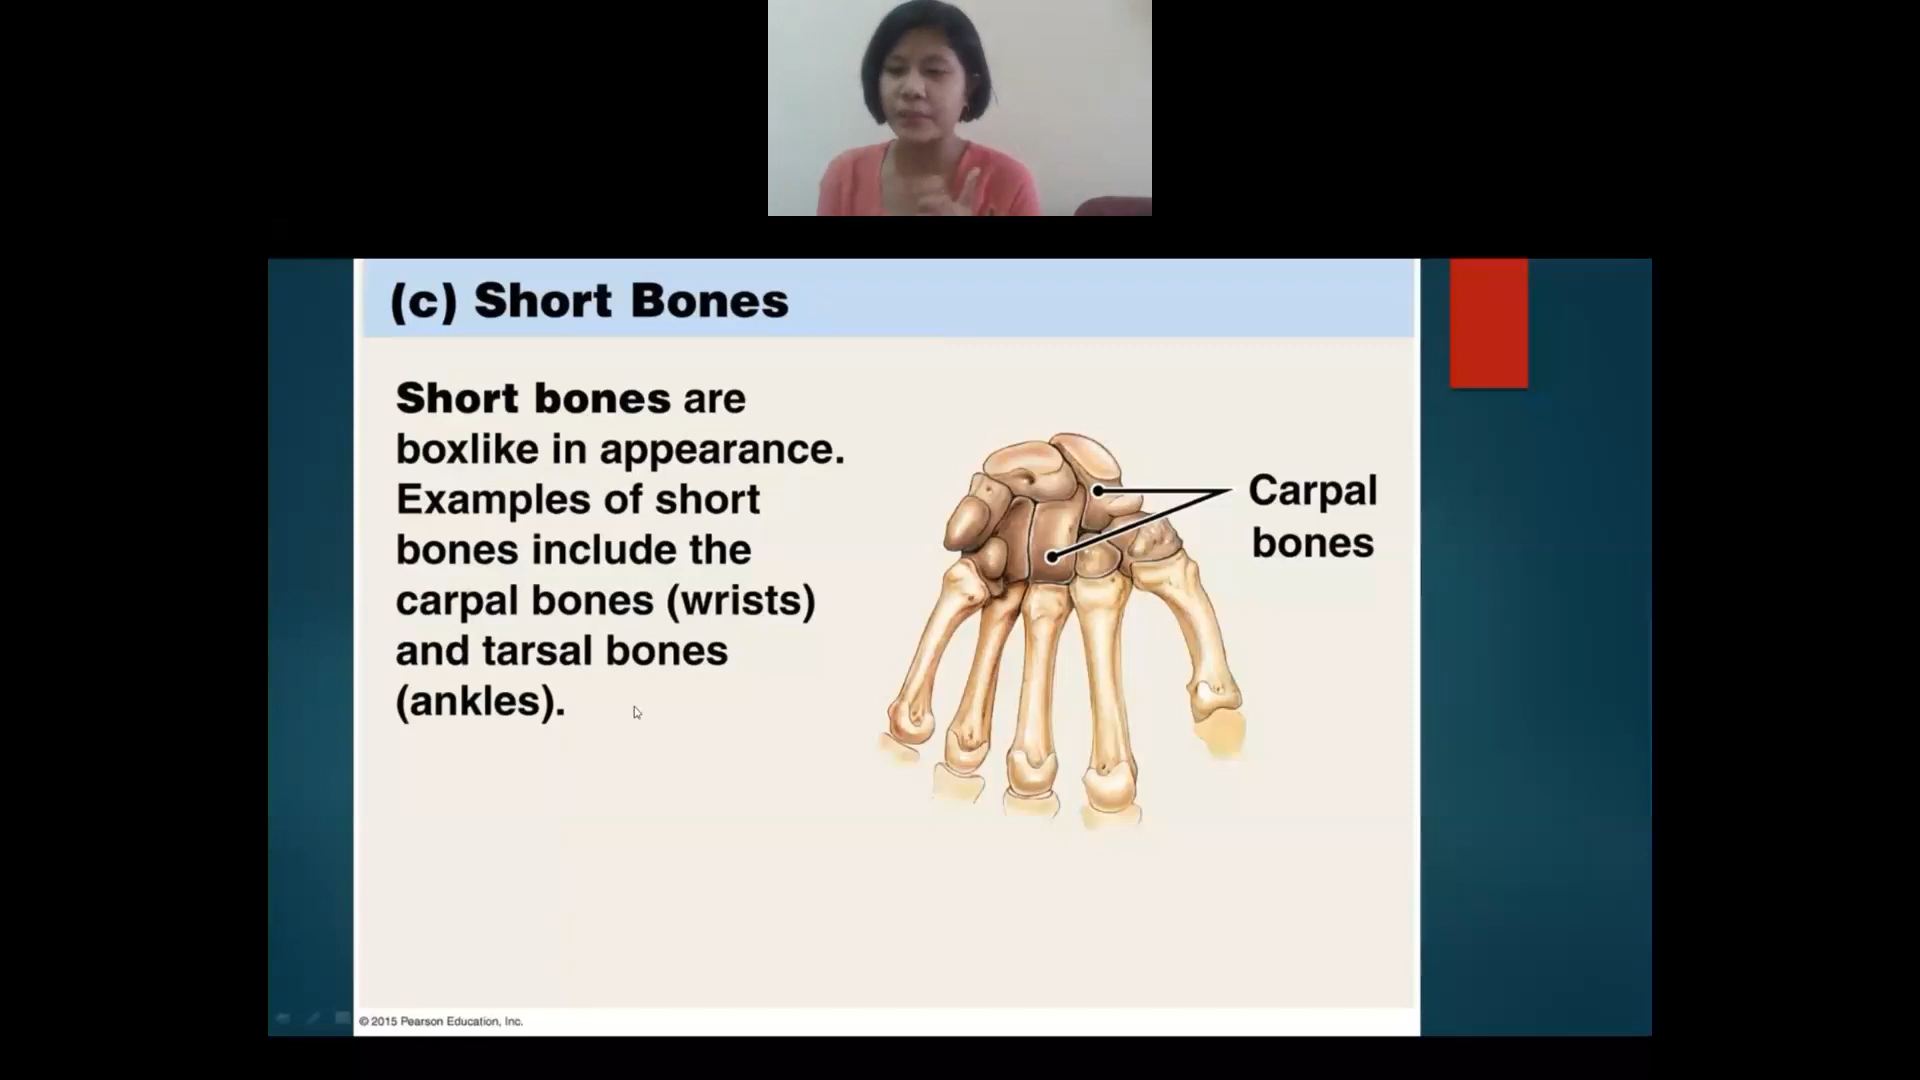 (c) Short Bones
Short bones are
boxlike in appearance.
Examples of short
bones include the
carpal bones (wrists)
and tarsal bones
(ankles).
Carpal
bones
© 2015 Pearson Education, Inc.